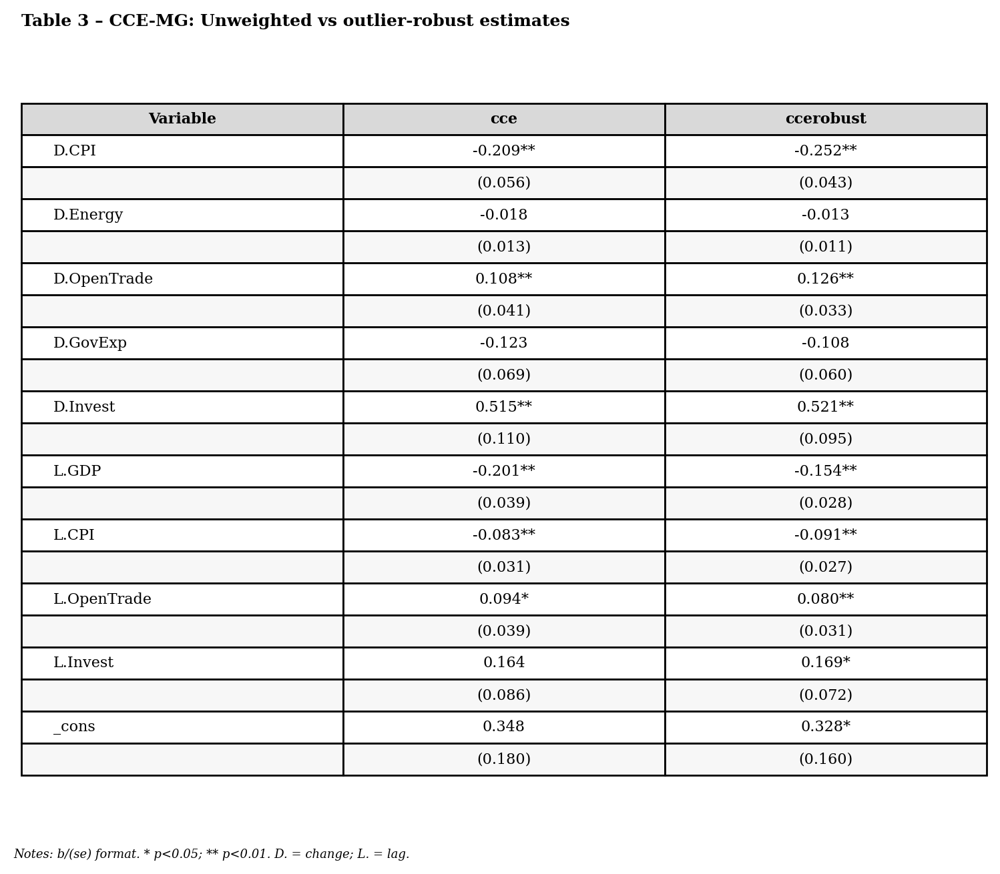 Table 3 – CCE-MG: Unweighted vs outlier-robust estimates
Variable cce ccerobust
D.CPI -0.209** -0.252**
(0.056) (0.043)
D.Energy -0.018 -0.013
(0.013) (0.011)
D.OpenTrade 0.108** 0.126**
(0.041) (0.033)
D.GovExp -0.123 -0.108
(0.069) (0.060)
D.Invest 0.515** 0.521**
(0.110) (0.095)
L.GDP -0.201** -0.154**
(0.039) (0.028)
L.CPI -0.083** -0.091**
(0.031) (0.027)
L.OpenTrade 0.094* 0.080**
(0.039) (0.031)
L.Invest 0.164 0.169*
(0.086) (0.072)
_cons 0.348 0.328*
(0.180) (0.160)
Notes: b/(se) format. * p<0.05; ** p<0.01. D. = change; L. = lag.